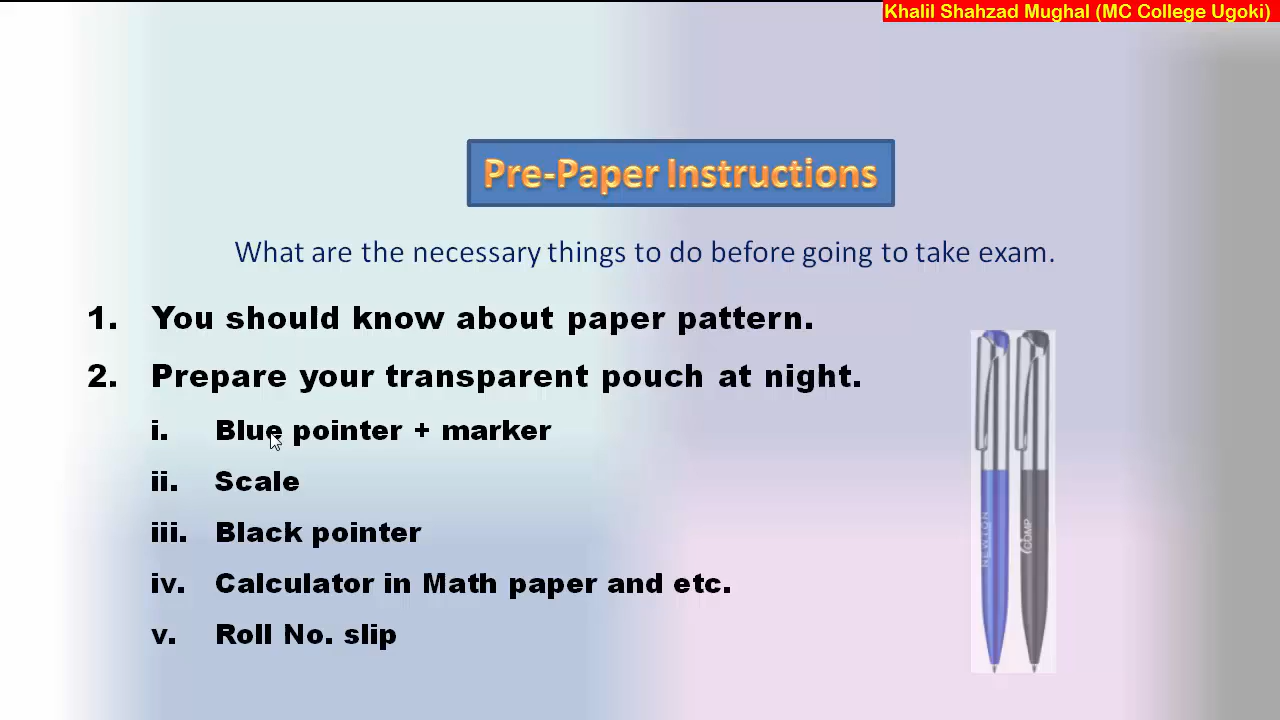 Khalil Shahzad Mughal (MC College Ugoki)
Pre-Paper Instructions
What are the necessary things to do before going to take exam.
1. You should know about paper pattern.
2. Prepare your transparent pouch at night.
i. Blue pointer + marker
ii. Scale
iii. Black pointer
iv. Calculator in Math paper and etc.
v. Roll No. slip
NEWTON
COMP